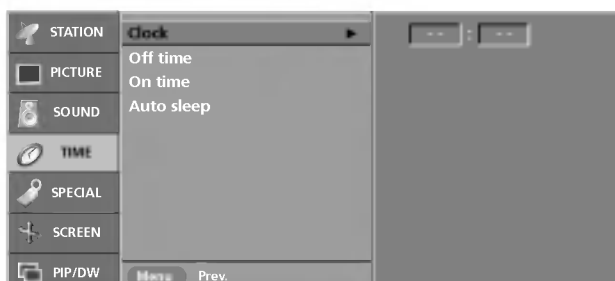 STATION
PICTURE
SOUND
TIME
SPECIAL
SCREEN
PIP/DW
Clock ►
Off time
On time
Auto sleep
Menu Prev.
-- : --